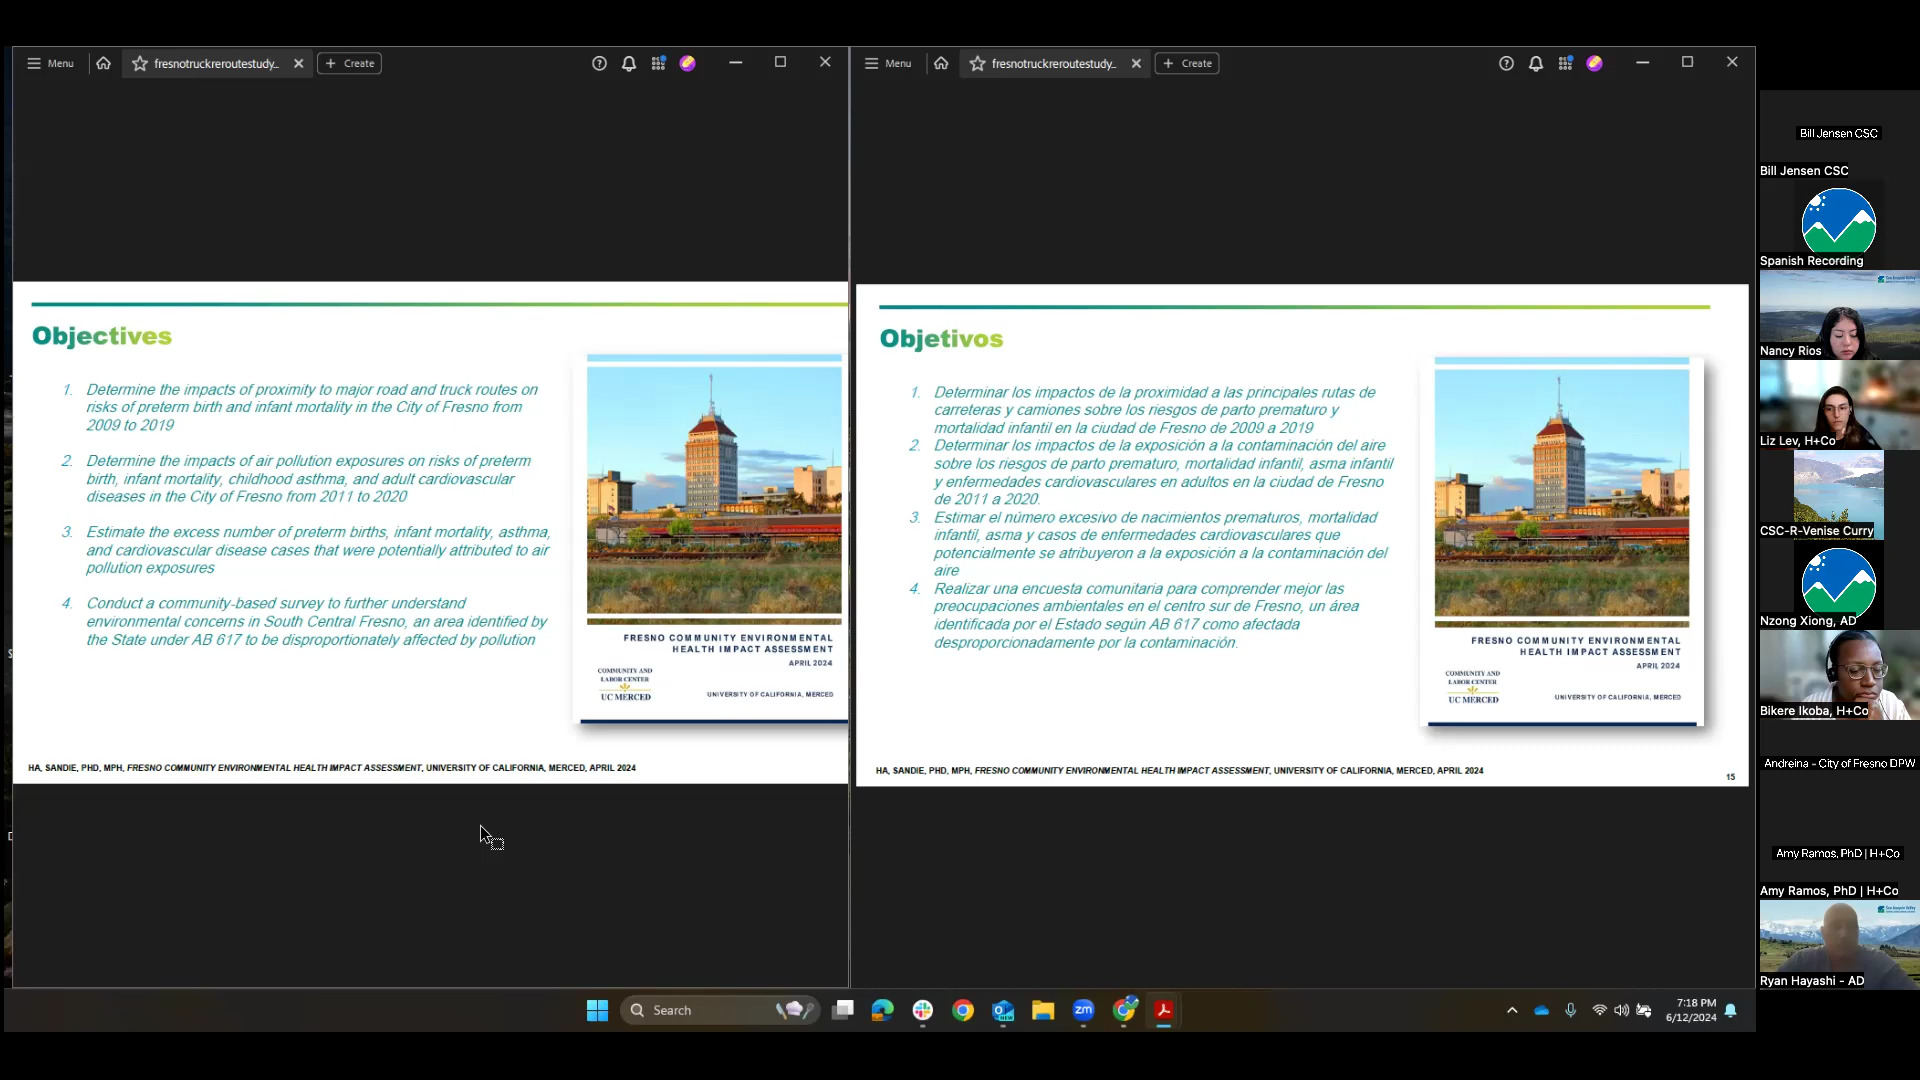 Menu
fresnotruckreroutestudy...
Create
Menu
fresnotruckreroutestudy...
Create
Objectives
1. Determine the impacts of proximity to major road and truck routes on
risks of preterm birth and infant mortality in the City of Fresno from
2009 to 2019
2. Determine the impacts of air pollution exposures on risks of preterm
birth, infant mortality, childhood asthma, and adult cardiovascular
diseases in the City of Fresno from 2011 to 2020
3. Estimate the excess number of preterm births, infant mortality, asthma,
and cardiovascular disease cases that were potentially attributed to air
pollution exposures
4. Conduct a community-based survey to further understand
environmental concerns in South Central Fresno, an area identified by
the State under AB 617 to be disproportionately affected by pollution
FRESNO COMMUNITY ENVIRONMENTAL
HEALTH IMPACT ASSESSMENT
APRIL 2024
COMMUNITY AND
LABOR CENTER
UC MERCED
UNIVERSITY OF CALIFORNIA, MERCED
HA, SANDIE, PHD, MPH, FRESNO COMMUNITY ENVIRONMENTAL HEALTH IMPACT ASSESSMENT, UNIVERSITY OF CALIFORNIA, MERCED, APRIL 2024
Objetivos
1. Determinar los impactos de la proximidad a las principales rutas de
carreteras y camiones sobre los riesgos de parto prematuro y
mortalidad infantil en la ciudad de Fresno de 2009 a 2019
2. Determinar los impactos de la exposición a la contaminación del aire
sobre los riesgos de parto prematuro, mortalidad infantil, asma infantil
y enfermedades cardiovasculares en adultos en la ciudad de Fresno
de 2011 a 2020.
3. Estimar el número excesivo de nacimientos prematuros, mortalidad
infantil, asma y casos de enfermedades cardiovasculares que
potencialmente se atribuyeron a la exposición a la contaminación del
aire
4. Realizar una encuesta comunitaria para comprender mejor las
preocupaciones ambientales en el centro sur de Fresno, un área
identificada por el Estado según AB 617 como afectada
desproporcionadamente por la contaminación.
FRESNO COMMUNITY ENVIRONMENTAL
HEALTH IMPACT ASSESSMENT
APRIL 2024
COMMUNITY AND
LABOR CENTER
UC MERCED
UNIVERSITY OF CALIFORNIA, MERCED
HA, SANDIE, PHD, MPH, FRESNO COMMUNITY ENVIRONMENTAL HEALTH IMPACT ASSESSMENT, UNIVERSITY OF CALIFORNIA, MERCED, APRIL 2024
15
Bill Jensen CSC
Bill Jensen CSC
Spanish Recording
Nancy Rios
Liz Lev, H+Co
CSC-R-Venise Curry
Nzong Xiong, AD
Bikere Ikoba, H+Co
Andreina - City of Fresno DPW
Amy Ramos, PhD | H+Co
Amy Ramos, PhD | H+Co
Ryan Hayashi - AD
Search
zm
7:18 PM
6/12/2024